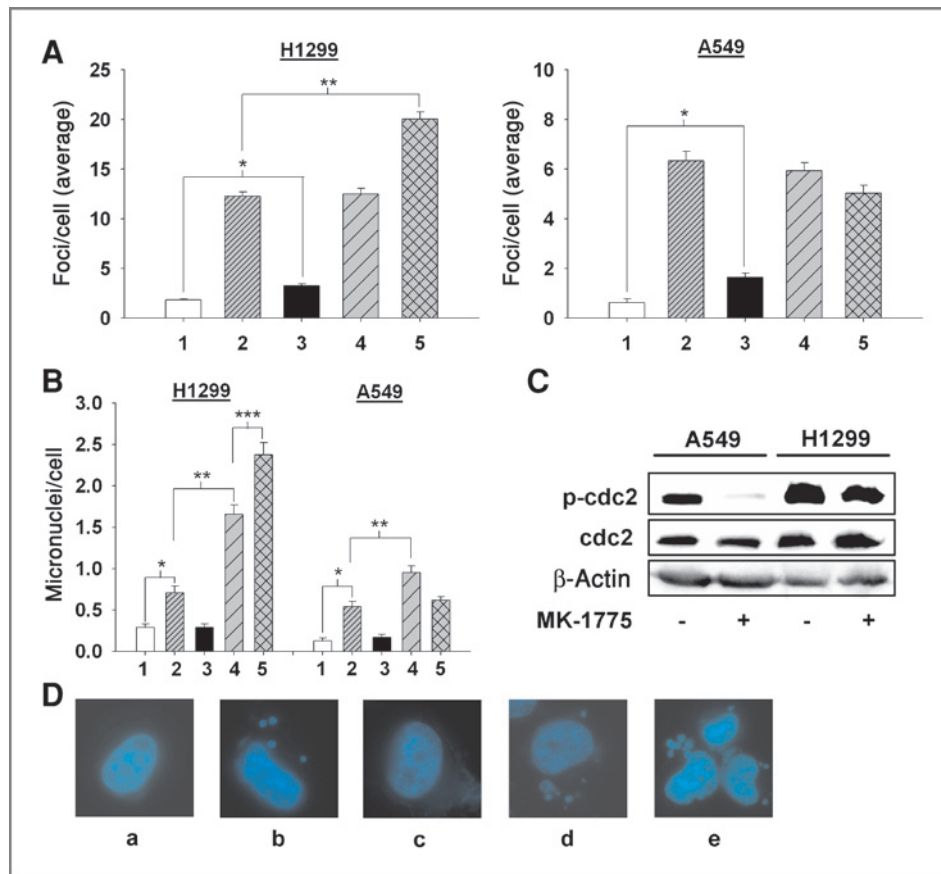 A
H1299
A549
Foci/cell (average)
25
20
15
10
5
0
**
*
1 2 3 4 5
Foci/cell (average)
10
8
6
4
2
0
*
1 2 3 4 5
B
H1299 A549
Micronuclei/cell
3.0
2.5
2.0
1.5
1.0
0.5
0.0
***
**
*
**
*
1 2 3 4 5 1 2 3 4 5
C
A549 H1299
p-cdc2
cdc2
β-Actin
MK-1775 - + - +
D
a b c d e